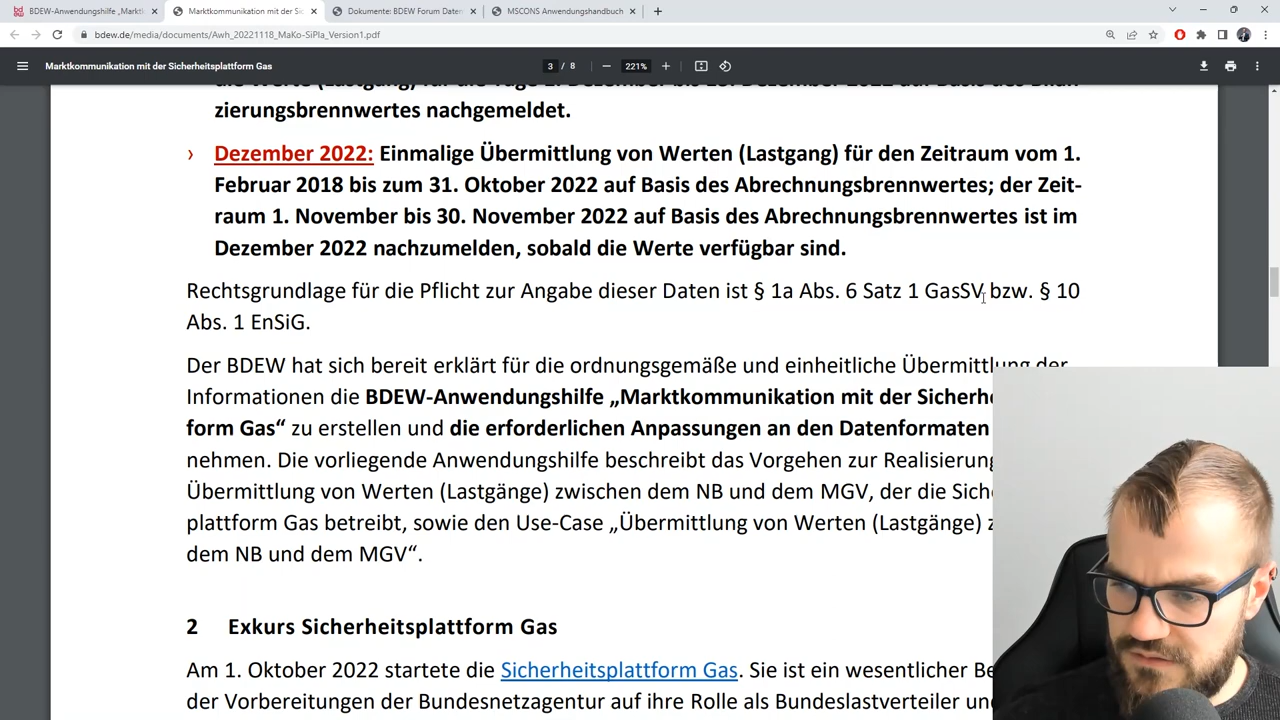 BDEW-Anwendungshilfe „Markt
Marktkommunikation mit der Sic
Dokumente: BDEW Forum Daten
MSCONS Anwendungshandbuch
bdew.de/media/documents/Awh_20221118_MaKo-SiPla_Version1.pdf
Marktkommunikation mit der Sicherheitsplattform Gas
3 / 8
221%
zierungsbrennwertes nachgemeldet.
› Dezember 2022: Einmalige Übermittlung von Werten (Lastgang) für den Zeitraum vom 1.
Februar 2018 bis zum 31. Oktober 2022 auf Basis des Abrechnungsbrennwertes; der Zeit-
raum 1. November bis 30. November 2022 auf Basis des Abrechnungsbrennwertes ist im
Dezember 2022 nachzumelden, sobald die Werte verfügbar sind.
Rechtsgrundlage für die Pflicht zur Angabe dieser Daten ist § 1a Abs. 6 Satz 1 GasSV bzw. § 10
Abs. 1 EnSiG.
Der BDEW hat sich bereit erklärt für die ordnungsgemäße und einheitliche Übermittlung der
Informationen die BDEW-Anwendungshilfe „Marktkommunikation mit der Sicherhe
form Gas“ zu erstellen und die erforderlichen Anpassungen an den Datenformaten
nehmen. Die vorliegende Anwendungshilfe beschreibt das Vorgehen zur Realisierung
Übermittlung von Werten (Lastgänge) zwischen dem NB und dem MGV, der die Sich
plattform Gas betreibt, sowie den Use-Case „Übermittlung von Werten (Lastgänge) z
dem NB und dem MGV“.
2 Exkurs Sicherheitsplattform Gas
Am 1. Oktober 2022 startete die Sicherheitsplattform Gas. Sie ist ein wesentlicher Be
der Vorbereitungen der Bundesnetzagentur auf ihre Rolle als Bundeslastverteiler und